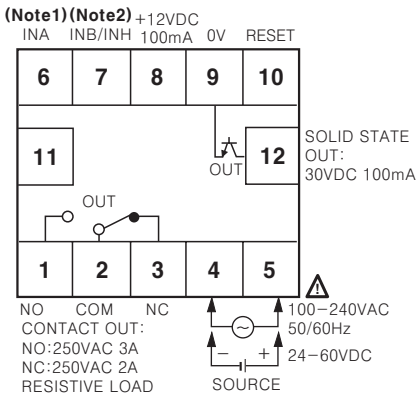 (Note1) (Note2) +12VDC
INA INB/INH 100mA 0V RESET
6 7 8 9 10
11 12
OUT
SOLID STATE
OUT:
30VDC 100mA
OUT
1 2 3 4 5
NO COM NC
CONTACT OUT:
NO:250VAC 3A
NC:250VAC 2A
RESISTIVE LOAD
100-240VAC
50/60Hz
- +
24-60VDC
SOURCE